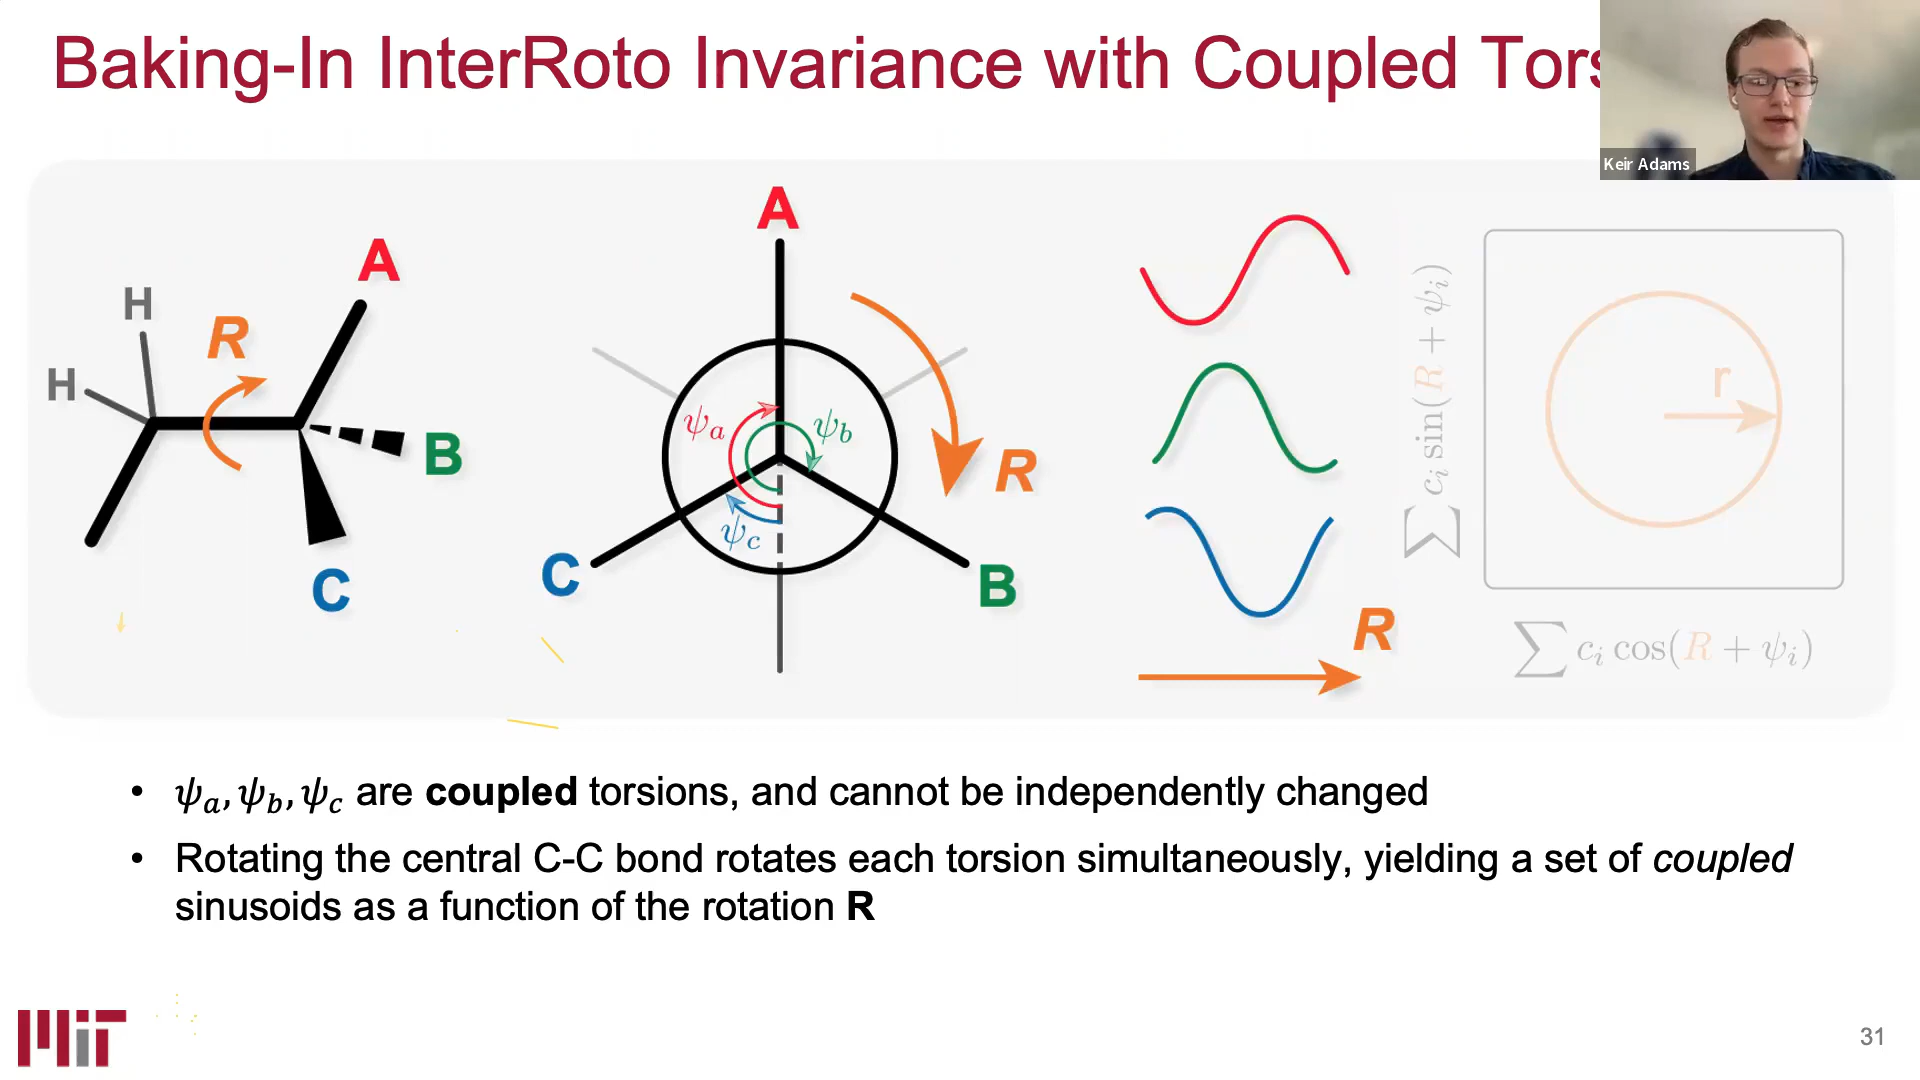 Baking-In InterRoto Invariance with Coupled Tors
Keir Adams
H
H
R
A
B
C
A
ψa
ψb
ψc
R
C
B
R
∑ ci sin(R + ψi)
r
∑ ci cos(R + ψi)
• ψa, ψb, ψc are coupled torsions, and cannot be independently changed
• Rotating the central C-C bond rotates each torsion simultaneously, yielding a set of coupled
sinusoids as a function of the rotation R
MIT
31